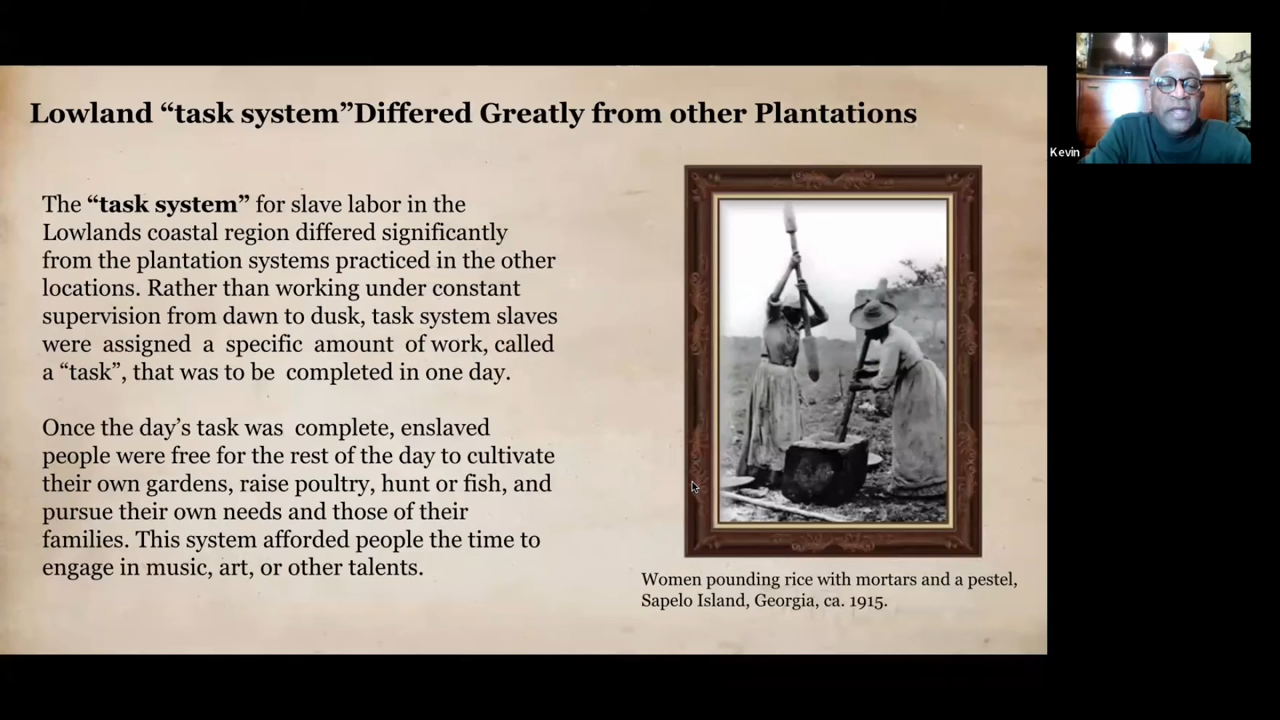 Lowland “task system”Differed Greatly from other Plantations
Kevin
The “task system” for slave labor in the
Lowlands coastal region differed significantly
from the plantation systems practiced in the other
locations. Rather than working under constant
supervision from dawn to dusk, task system slaves
were assigned a specific amount of work, called
a “task”, that was to be completed in one day.
Once the day’s task was complete, enslaved
people were free for the rest of the day to cultivate
their own gardens, raise poultry, hunt or fish, and
pursue their own needs and those of their
families. This system afforded people the time to
engage in music, art, or other talents.
Women pounding rice with mortars and a pestel,
Sapelo Island, Georgia, ca. 1915.